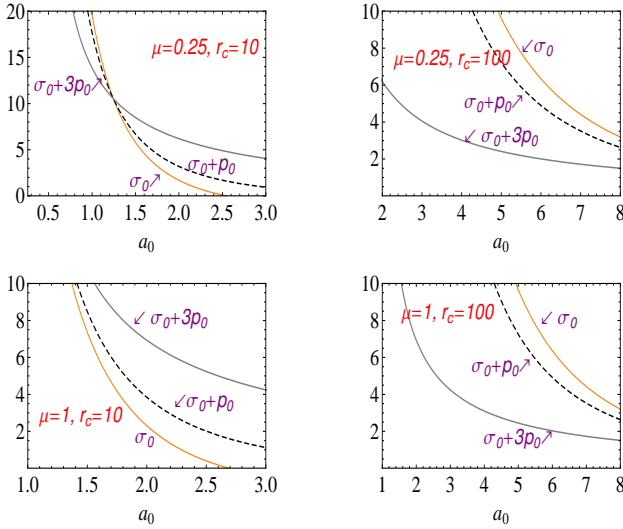 20
15
10
5
0
μ=0.25, r_c=10
σ₀+3p₀↗
σ₀+p₀
σ₀↗
0.5 1.0 1.5 2.0 2.5 3.0
a₀
10
8
6
4
2
μ=0.25, r_c=100
↙σ₀
σ₀+p₀↗
↙σ₀+3p₀
2 3 4 5 6 7 8
a₀
10
8
6
4
2
↙σ₀+3p₀
↙σ₀+p₀
μ=1, r_c=10
σ₀
1.0 1.5 2.0 2.5 3.0
a₀
10
8
6
4
2
μ=1, r_c=100
↙σ₀
σ₀+p₀↗
σ₀+3p₀↗
1 2 3 4 5 6 7 8
a₀